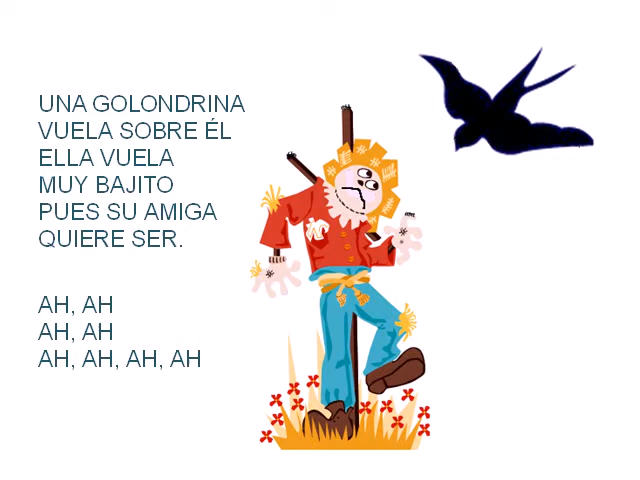 UNA GOLONDRINA
VUELA SOBRE ÉL
ELLA VUELA
MUY BAJITO
PUES SU AMIGA
QUIERE SER.
AH, AH
AH, AH
AH, AH, AH, AH